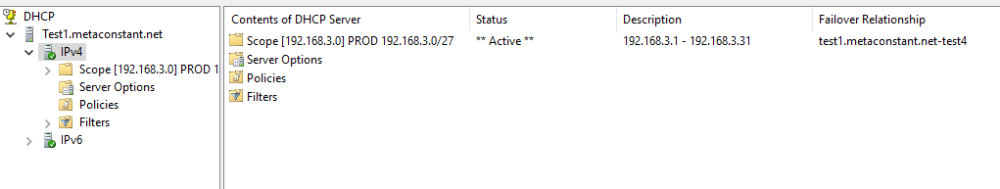 DHCP
Test1.metaconstant.net
IPv4
Scope [192.168.3.0] PROD 1
Server Options
Policies
Filters
IPv6
Contents of DHCP Server Status Description Failover Relationship
Scope [192.168.3.0] PROD 192.168.3.0/27 ** Active ** 192.168.3.1 - 192.168.3.31 test1.metaconstant.net-test4
Server Options
Policies
Filters